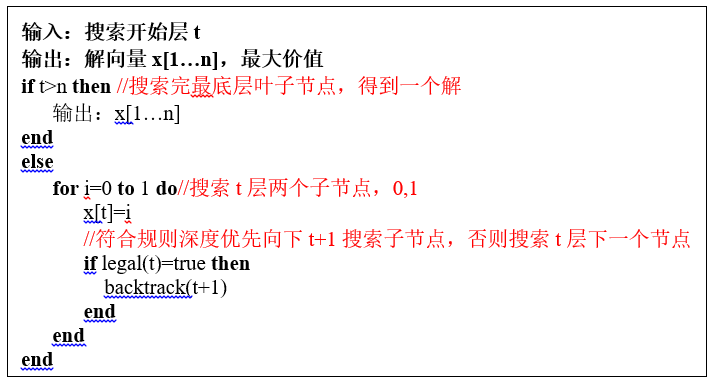 输入：搜索开始层 t
输出：解向量 x[1…n]，最大价值
if t>n then //搜索完最底层叶子节点，得到一个解
输出：x[1…n]
end
else
for i=0 to 1 do//搜索 t 层两个子节点，0,1
x[t]=i
//符合规则深度优先向下 t+1 搜索子节点，否则搜索 t 层下一个节点
if legal(t)=true then
backtrack(t+1)
end
end
end